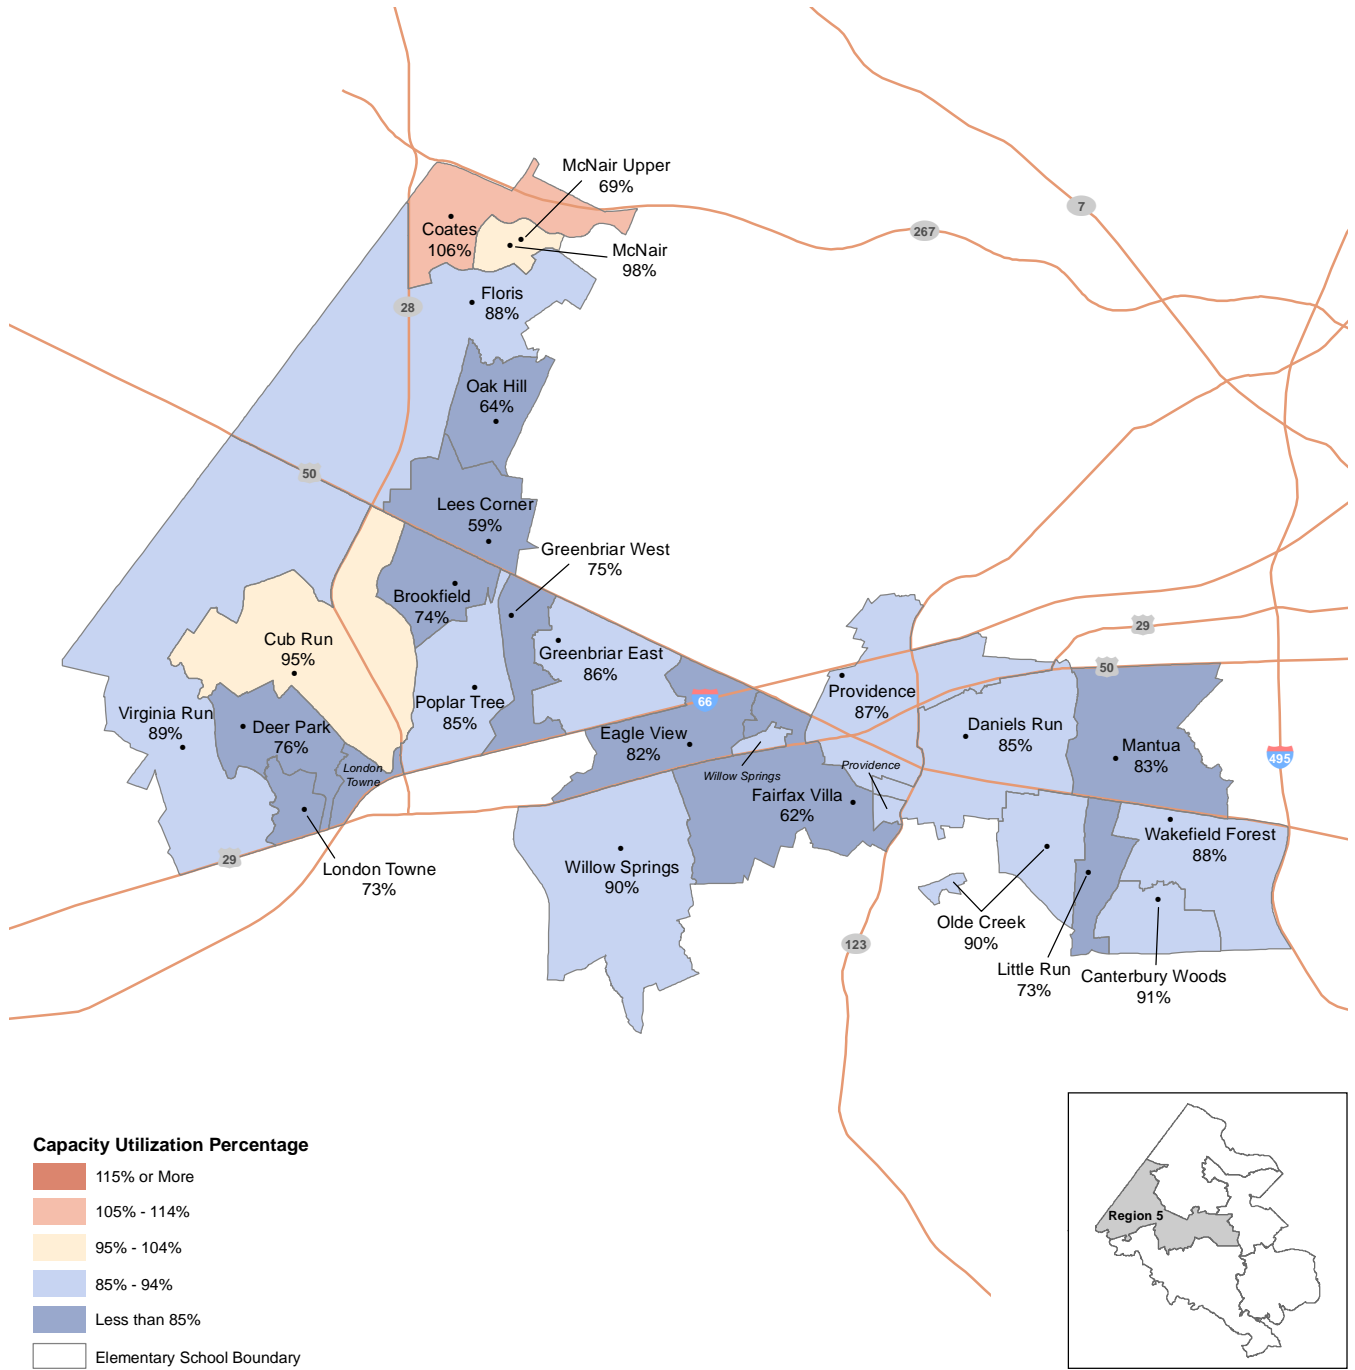 McNair Upper
69%
7
Coates
106%
267
McNair
98%
Floris
88%
28
Oak Hill
64%
50
Lees Corner
59%
Greenbriar West
75%
Brookfield
74%
29
Cub Run
95%
Greenbriar East
86%
50
Providence
87%
Poplar Tree
85%
66
Virginia Run
89%
Deer Park
76%
Eagle View
82%
Daniels Run
85%
Mantua
83%
495
London
Towne
Willow Springs
Providence
Fairfax Villa
62%
Wakefield Forest
88%
29
London Towne
73%
Willow Springs
90%
Olde Creek
90%
123
Little Run
73%
Canterbury Woods
91%
Capacity Utilization Percentage
115% or More
105% - 114%
95% - 104%
85% - 94%
Less than 85%
Elementary School Boundary
Region 5